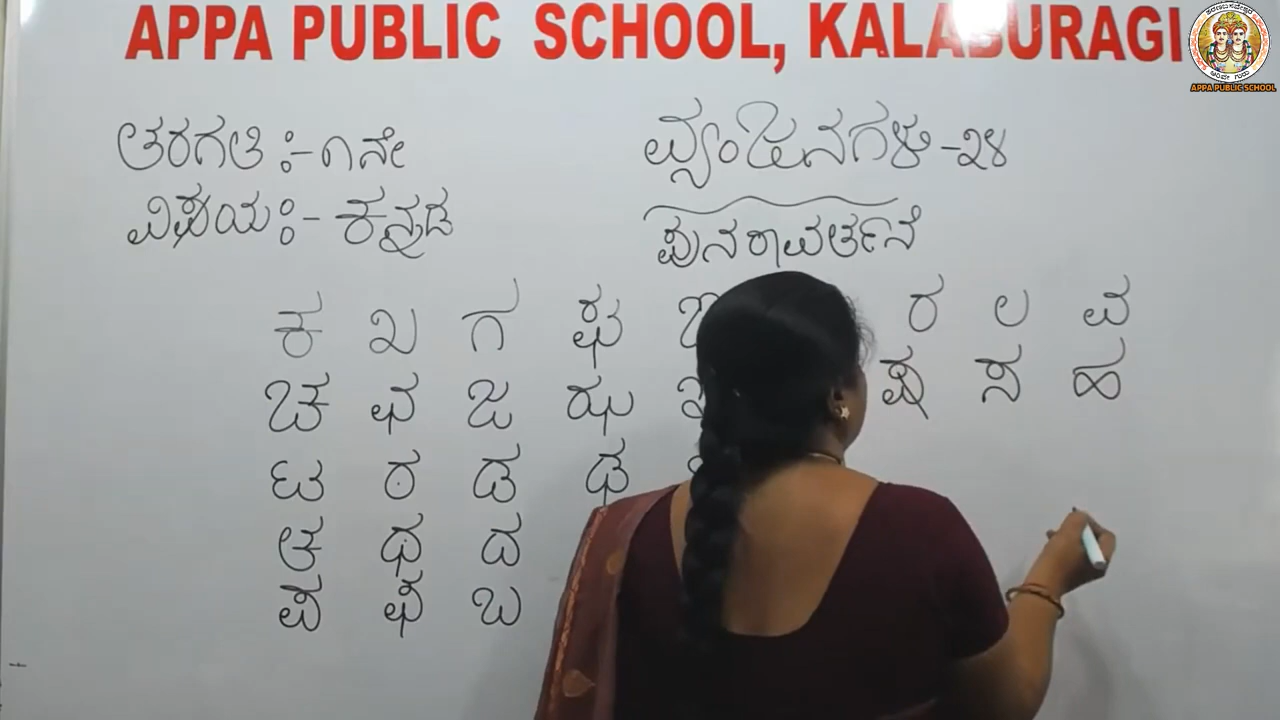 APPA PUBLIC SCHOOL, KALABURAGI
ತರಗತಿ :- ೧ನೇ
ವಿಷಯ :- ಕನ್ನಡ
ವ್ಯಂಜನಗಳು -೩೪
ಪುನರಾವರ್ತನೆ
ಕ ಖ ಗ ಘ ರ ಲ ವ
ಚ ಛ ಜ ಝ ಷ ಸ ಹ
ಟ ಠ ಡ ಢ
ತ ಥ ದ
ಪ ಫ ಬ
APPA PUBLIC SCHOOL